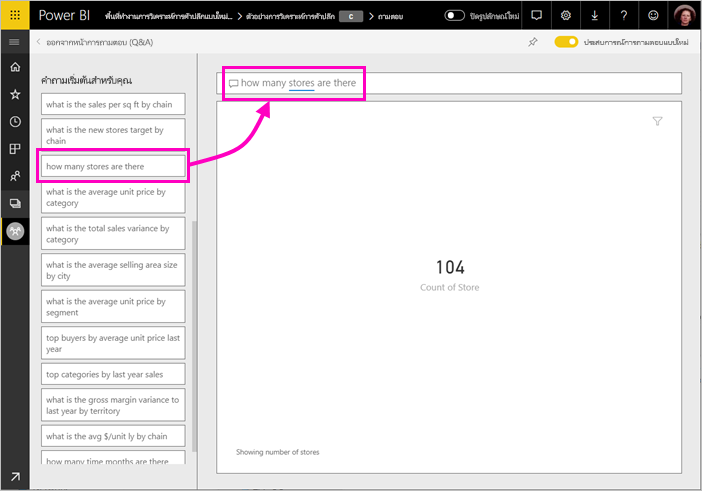 Power BI
พื้นที่ทำงานการวิเคราะห์การค้าปลีกแบบใหม่... > ตัวอย่างการวิเคราะห์การค้าปลีก C > ถามตอบ
ปิดรูปลักษณ์ใหม่
ออกจากหน้าการถามตอบ (Q&A)
ประสบการณ์การถามตอบแบบใหม่
คำถามเริ่มต้นสำหรับคุณ
what is the sales per sq ft by chain
what is the new stores target by
chain
how many stores are there
what is the average unit price by
category
what is the total sales variance by
category
what is the average selling area size
by city
what is the average unit price by
segment
top buyers by average unit price last
year
top categories by last year sales
what is the gross margin variance to
last year by territory
what is the avg $/unit ly by chain
how many time months are there
how many stores are there
104
Count of Store
Showing number of stores